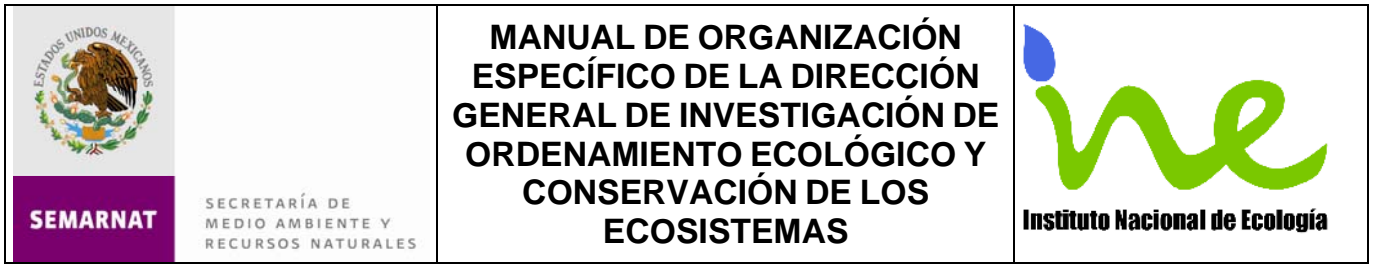 ESTADOS UNIDOS MEXICANOS
SEMARNAT
SECRETARÍA DE
MEDIO AMBIENTE Y
RECURSOS NATURALES
MANUAL DE ORGANIZACIÓN
ESPECÍFICO DE LA DIRECCIÓN
GENERAL DE INVESTIGACIÓN DE
ORDENAMIENTO ECOLÓGICO Y
CONSERVACIÓN DE LOS
ECOSISTEMAS
ine
Instituto Nacional de Ecología